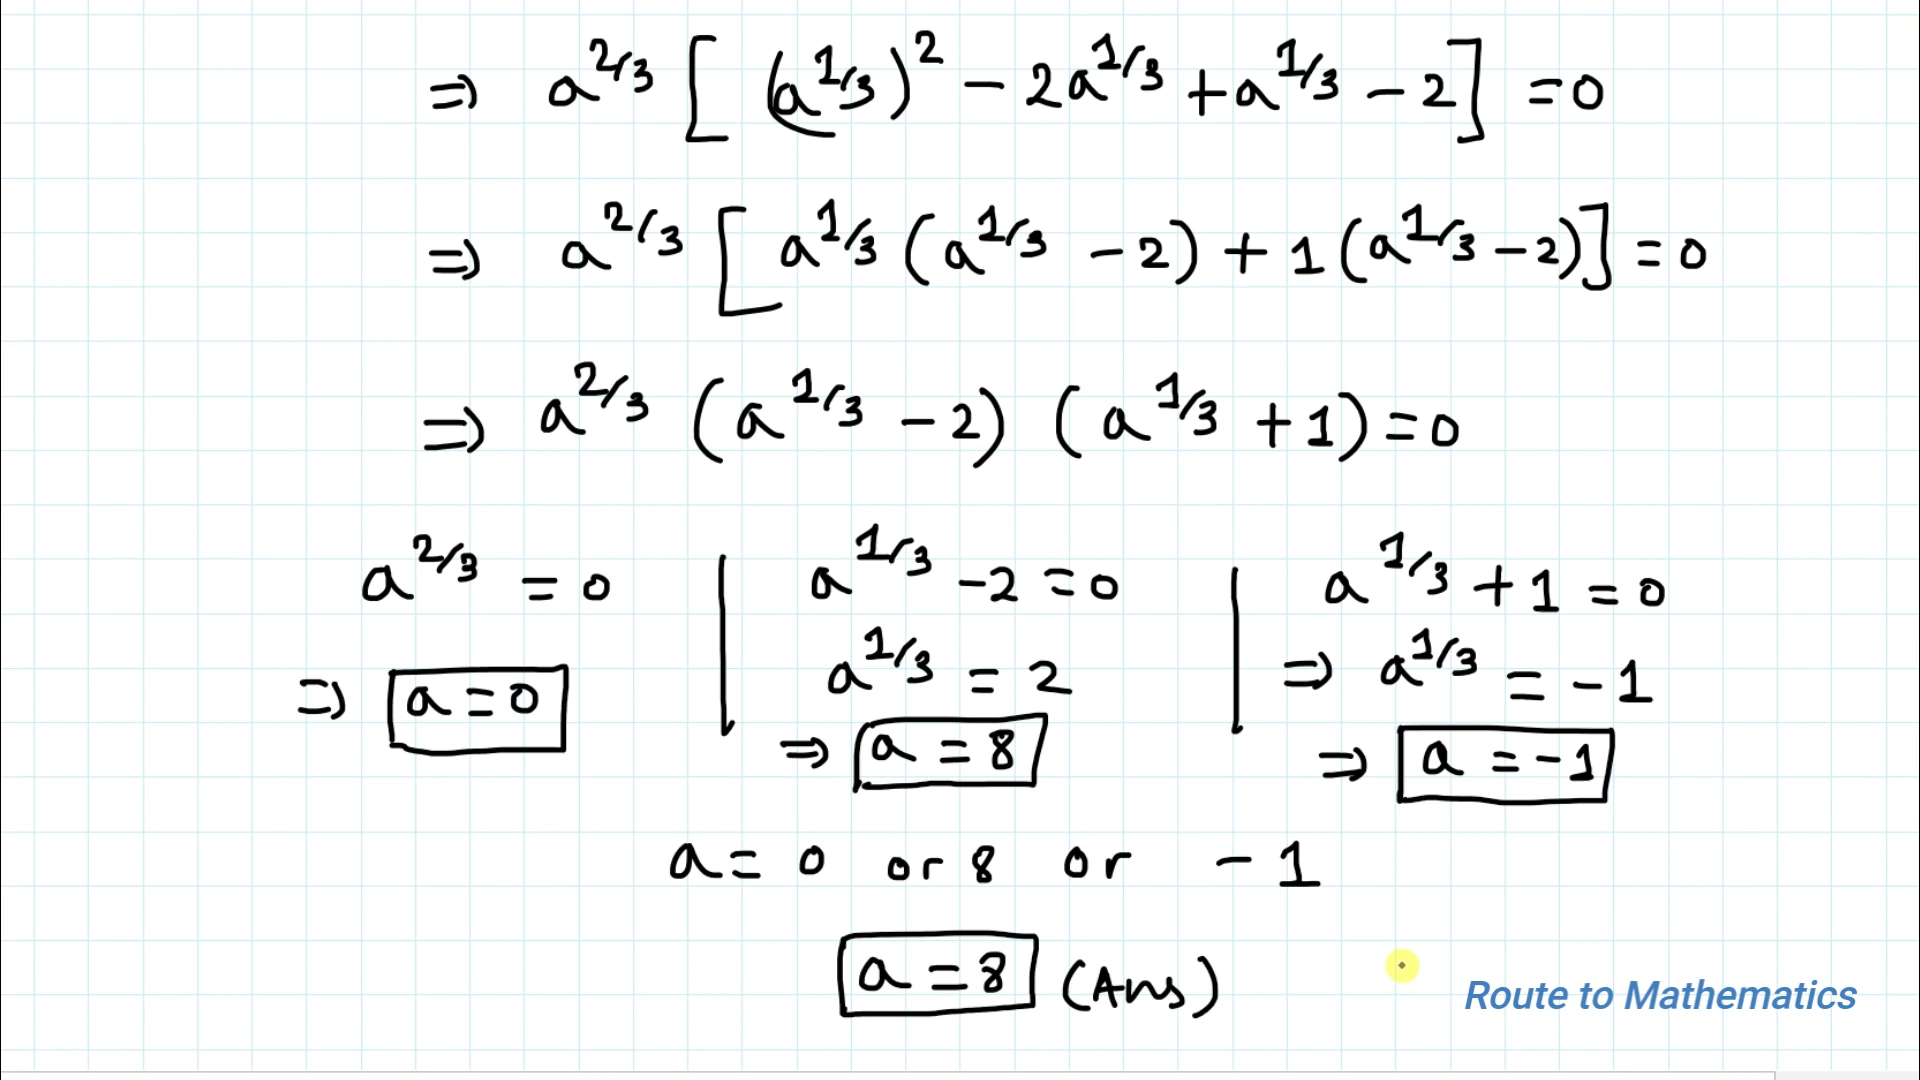 ⇒ a^2/3 [ (a^1/3)^2 − 2a^1/3 + a^1/3 − 2 ] = 0
⇒ a^2/3 [ a^1/3 (a^1/3 − 2) + 1 (a^1/3 − 2) ] = 0
⇒ a^2/3 (a^1/3 − 2) (a^1/3 + 1) = 0
a^2/3 = 0
⇒ a = 0
a^1/3 − 2 = 0
a^1/3 = 2
⇒ a = 8
a^1/3 + 1 = 0
⇒ a^1/3 = − 1
⇒ a = − 1
a = 0 or 8 or − 1
a = 8 (Ans)
Route to Mathematics